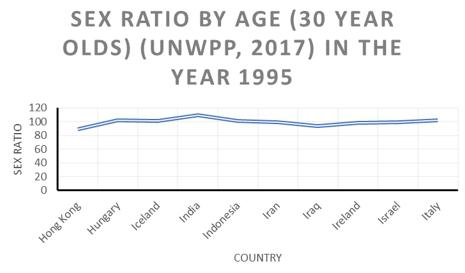 SEX RATIO BY AGE (30 YEAR
OLDS) (UNWPP, 2017) IN THE
YEAR 1995
120
100
80
60
40
20
0
SEX RATIO
Hong Kong
Hungary
Iceland
India
Indonesia
Iran
Iraq
Ireland
Israel
Italy
COUNTRY